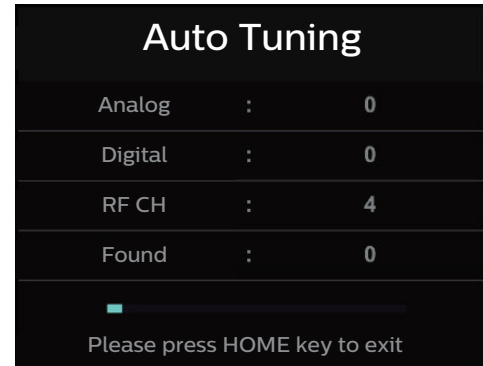 Auto Tuning
Analog : 0
Digital : 0
RF CH : 4
Found : 0
Please press HOME key to exit